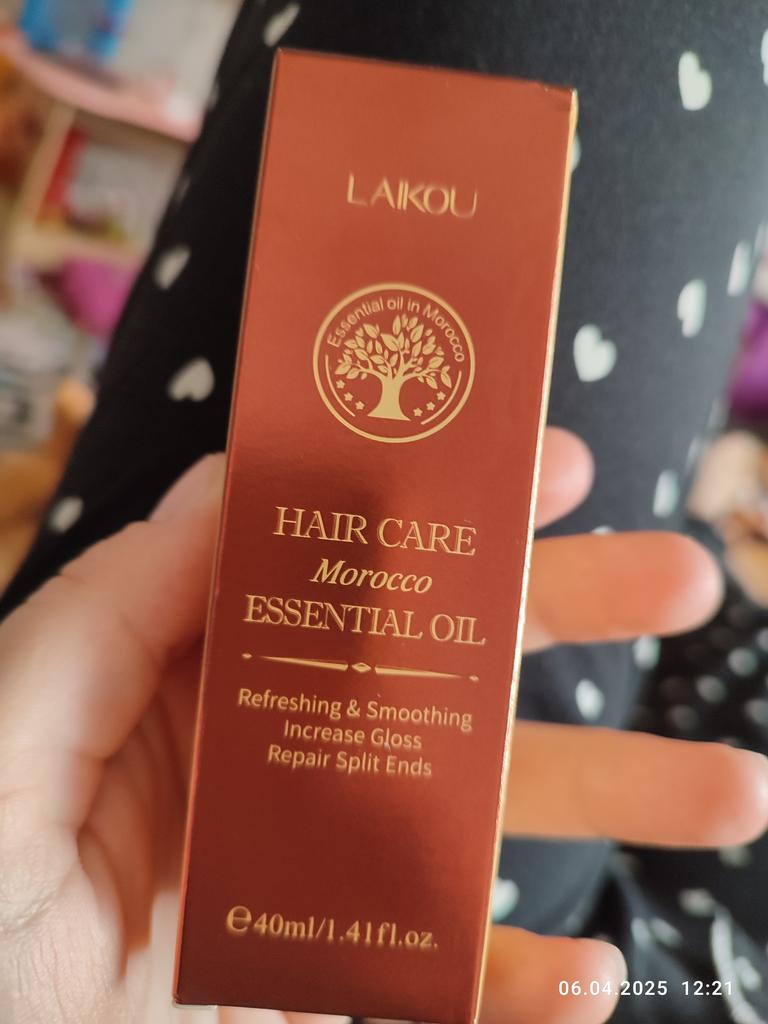 LAIKOU
Essential oil in Morocco
HAIR CARE
Morocco
ESSENTIAL OIL
Refreshing & Smoothing
Increase Gloss
Repair Split Ends
℮40ml/1.41fl.oz.
06.04.2025 12:21